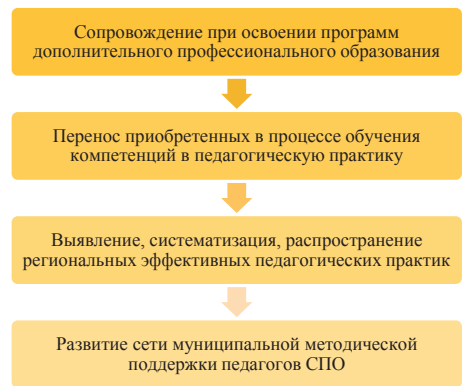 Сопровождение при освоении программ
дополнительного профессионального образования
Перенос приобретенных в процессе обучения
компетенций в педагогическую практику
Выявление, систематизация, распространение
региональных эффективных педагогических практик
Развитие сети муниципальной методической
поддержки педагогов СПО